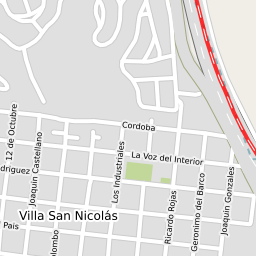 Cordoba
12 de Octubre
Joaquin Castellano
Los Industriales
La Voz del Interior
Villa San Nicolás
Ricardo Rojas
Geronimo del Barco
Joaquin Gonzales
Pais